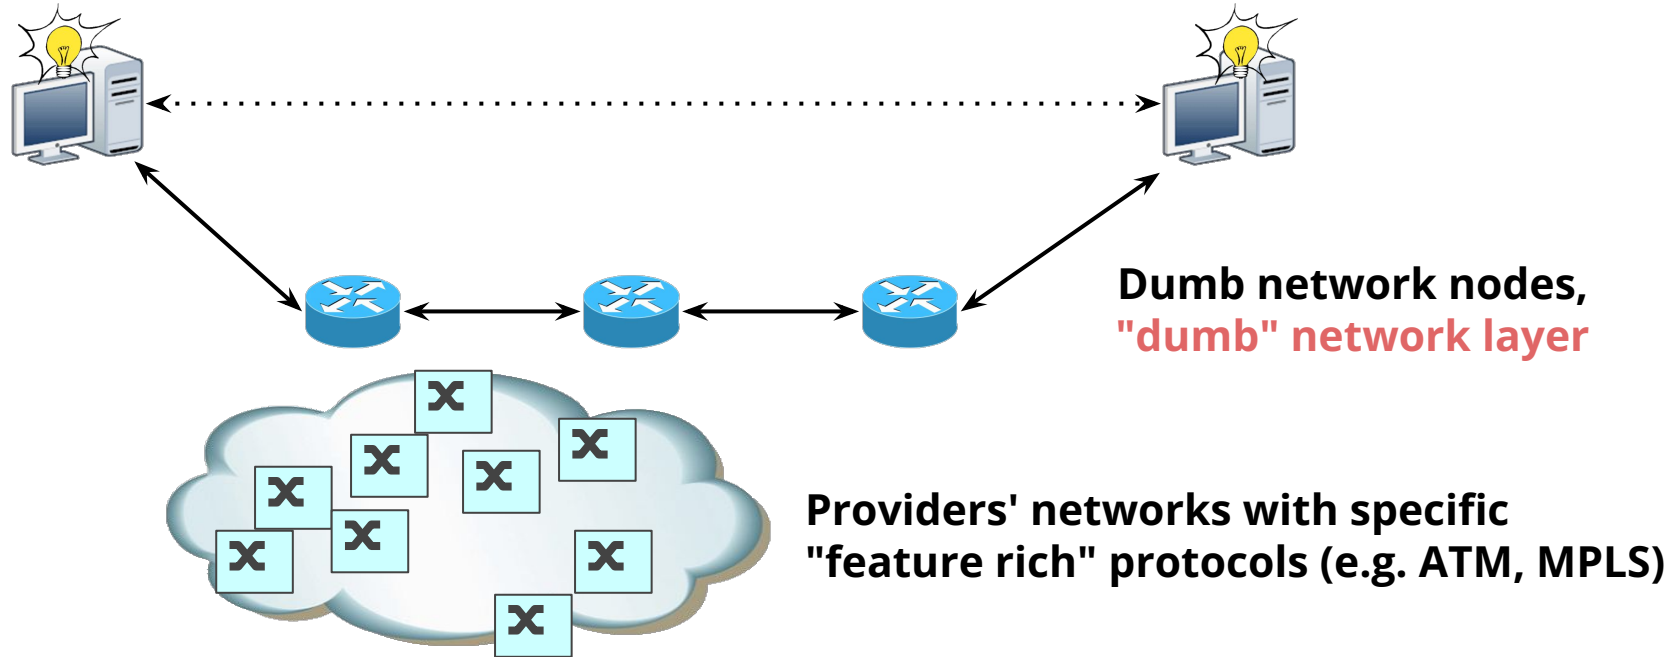 Dumb network nodes,
"dumb" network layer
Providers' networks with specific
"feature rich" protocols (e.g. ATM, MPLS)